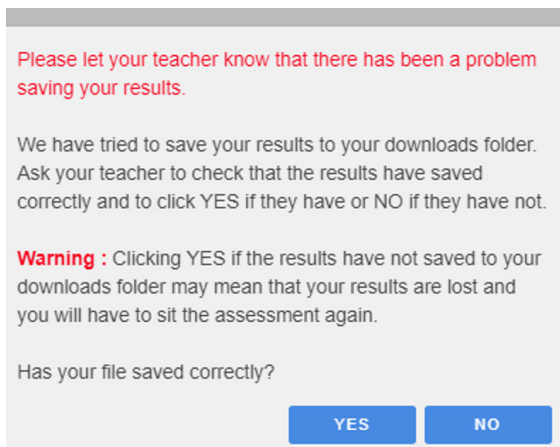 Please let your teacher know that there has been a problem
saving your results.
We have tried to save your results to your downloads folder.
Ask your teacher to check that the results have saved
correctly and to click YES if they have or NO if they have not.
Warning : Clicking YES if the results have not saved to your
downloads folder may mean that your results are lost and
you will have to sit the assessment again.
Has your file saved correctly?
YES NO